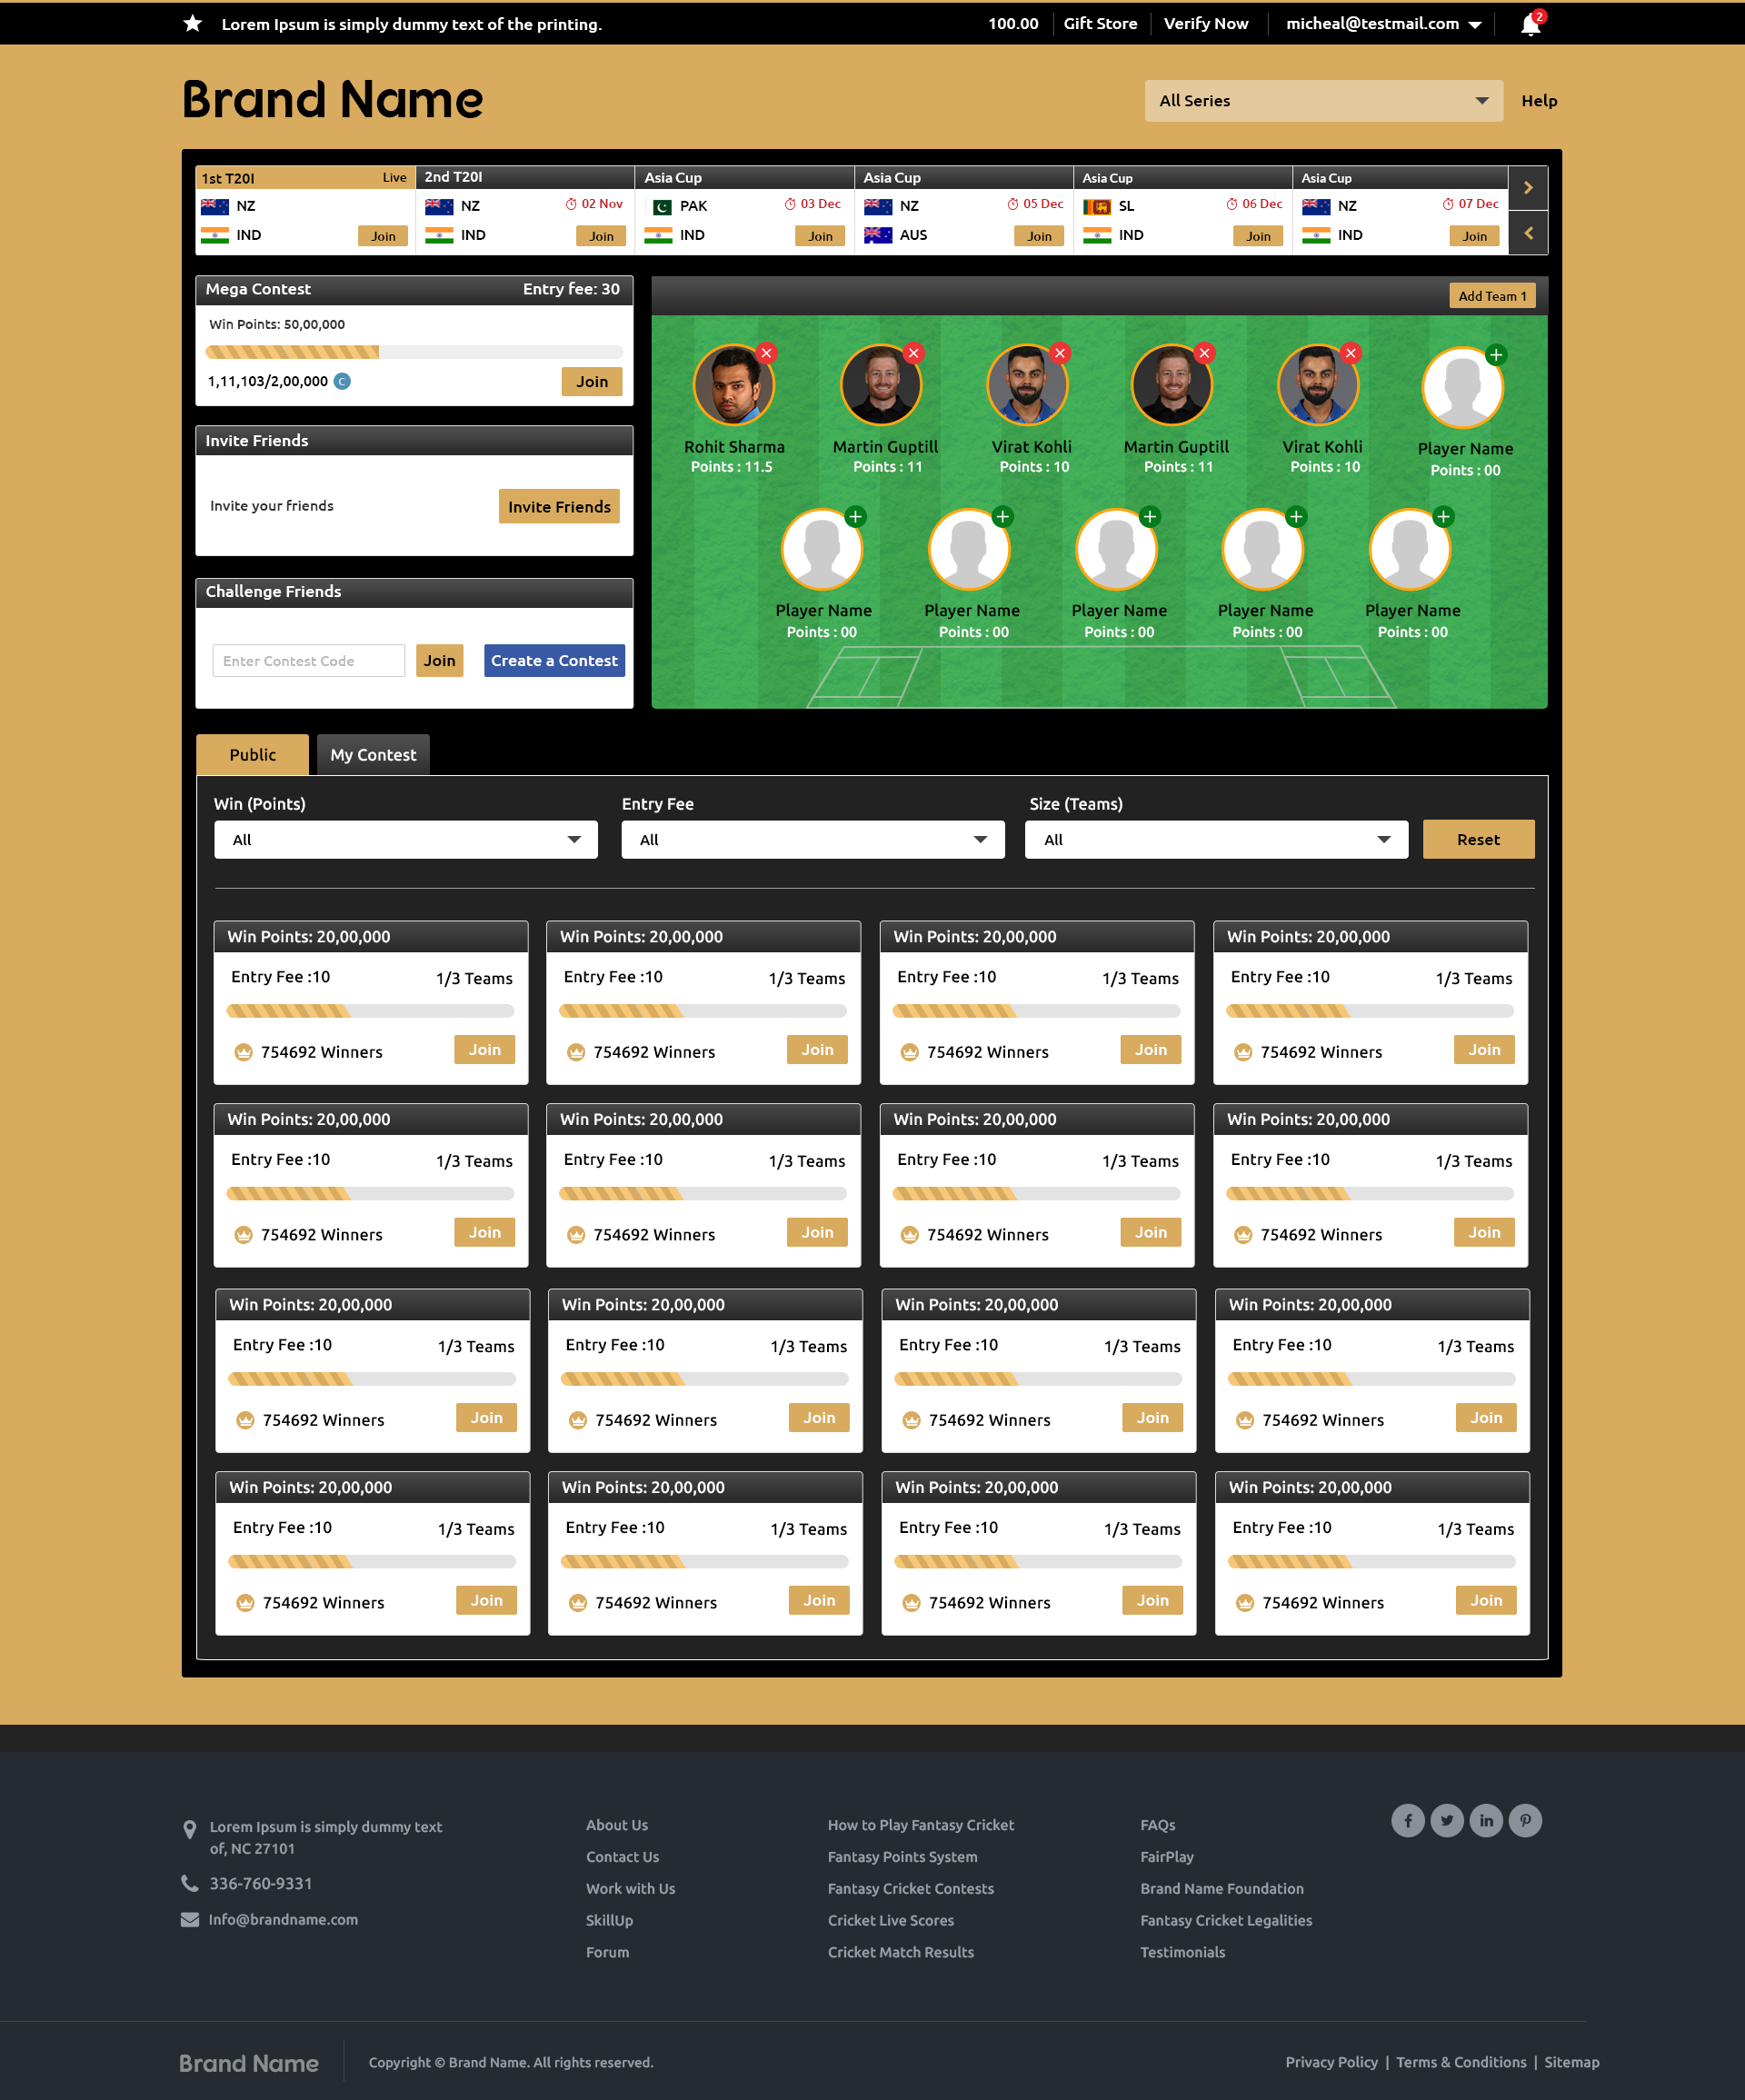 Lorem Ipsum is simply dummy text of the printing. 100.00 Gift Store Verify Now micheal@testmail.com 2
Brand Name All Series Help
1st T20I Live 2nd T20I Asia Cup Asia Cup Asia Cup Asia Cup
NZ NZ 02 Nov PAK 03 Dec NZ 05 Dec SL 06 Dec NZ 07 Dec
IND Join IND Join IND Join AUS Join IND Join IND Join
Mega Contest Entry fee: 30
Win Points: 50,00,000
1,11,103/2,00,000 C Join
Invite Friends
Invite your friends Invite Friends
Challenge Friends
Enter Contest Code Join Create a Contest
Add Team 1
Rohit Sharma Martin Guptill Virat Kohli Martin Guptill Virat Kohli Player Name
Points : 11.5 Points : 11 Points : 10 Points : 11 Points : 10 Points : 00
Player Name Player Name Player Name Player Name Player Name
Points : 00 Points : 00 Points : 00 Points : 00 Points : 00
Public My Contest
Win (Points) Entry Fee Size (Teams)
All All All Reset
Win Points: 20,00,000 Win Points: 20,00,000 Win Points: 20,00,000 Win Points: 20,00,000
Entry Fee :10 1/3 Teams Entry Fee :10 1/3 Teams Entry Fee :10 1/3 Teams Entry Fee :10 1/3 Teams
754692 Winners Join 754692 Winners Join 754692 Winners Join 754692 Winners Join
Win Points: 20,00,000 Win Points: 20,00,000 Win Points: 20,00,000 Win Points: 20,00,000
Entry Fee :10 1/3 Teams Entry Fee :10 1/3 Teams Entry Fee :10 1/3 Teams Entry Fee :10 1/3 Teams
754692 Winners Join 754692 Winners Join 754692 Winners Join 754692 Winners Join
Win Points: 20,00,000 Win Points: 20,00,000 Win Points: 20,00,000 Win Points: 20,00,000
Entry Fee :10 1/3 Teams Entry Fee :10 1/3 Teams Entry Fee :10 1/3 Teams Entry Fee :10 1/3 Teams
754692 Winners Join 754692 Winners Join 754692 Winners Join 754692 Winners Join
Win Points: 20,00,000 Win Points: 20,00,000 Win Points: 20,00,000 Win Points: 20,00,000
Entry Fee :10 1/3 Teams Entry Fee :10 1/3 Teams Entry Fee :10 1/3 Teams Entry Fee :10 1/3 Teams
754692 Winners Join 754692 Winners Join 754692 Winners Join 754692 Winners Join
Lorem Ipsum is simply dummy text
of, NC 27101
336-760-9331
Info@brandname.com
About Us
Contact Us
Work with Us
SkillUp
Forum
How to Play Fantasy Cricket
Fantasy Points System
Fantasy Cricket Contests
Cricket Live Scores
Cricket Match Results
FAQs
FairPlay
Brand Name Foundation
Fantasy Cricket Legalities
Testimonials
Brand Name Copyright © Brand Name. All rights reserved. Privacy Policy | Terms & Conditions | Sitemap